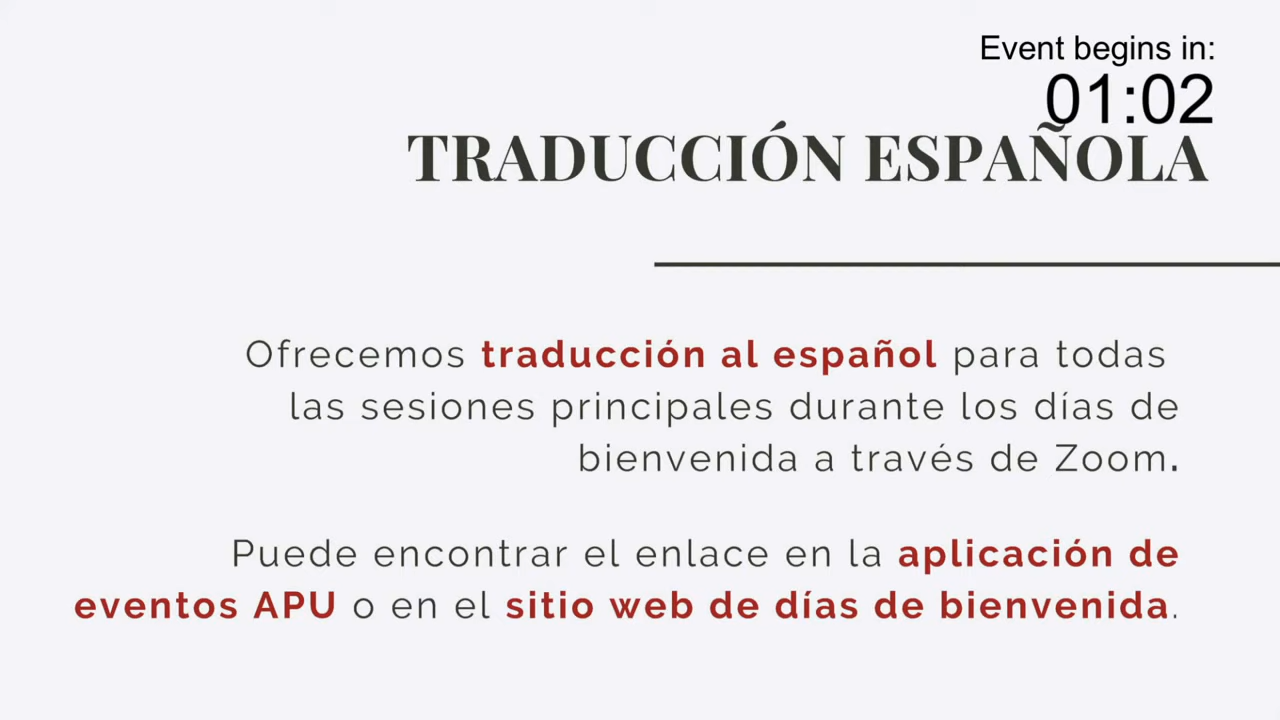 Event begins in:
01:02
TRADUCCIÓN ESPAÑOLA
Ofrecemos traducción al español para todas
las sesiones principales durante los días de
bienvenida a través de Zoom.
Puede encontrar el enlace en la aplicación de
eventos APU o en el sitio web de días de bienvenida.